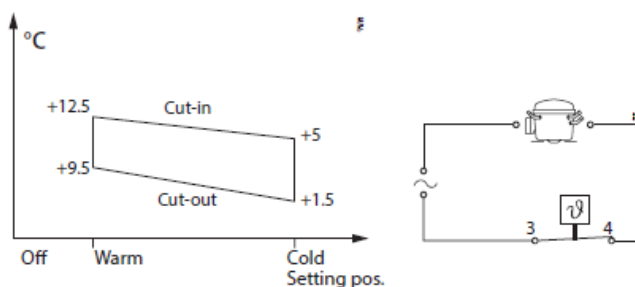 °C
+12.5
Cut-in
+5
+9.5
Cut-out
+1.5
Off
Warm
Cold
Setting pos.
~
ϑ
3
4